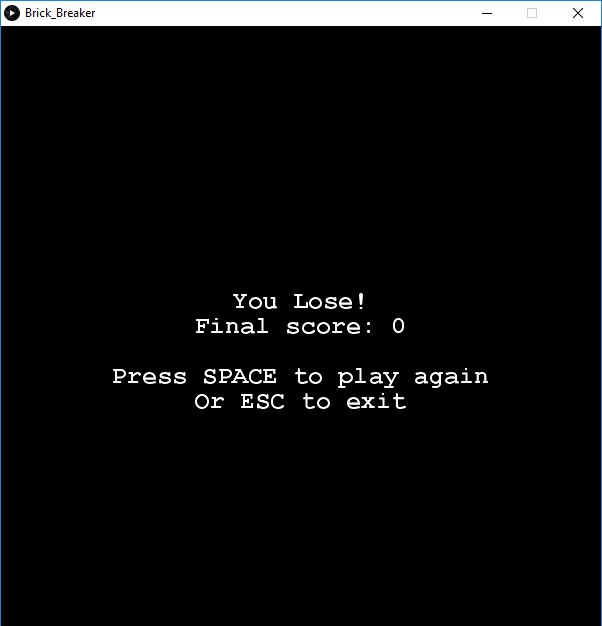 Brick_Breaker
You Lose!
Final score: 0
Press SPACE to play again
Or ESC to exit